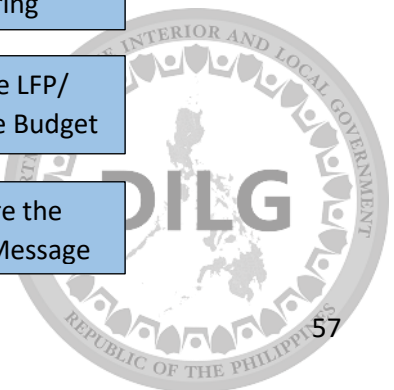 ring
e LFP/
e Budget
re the
Message
INTERIOR AND LOCAL GOVERNMENT
DILG
REPUBLIC OF THE PHILIPPINES
57